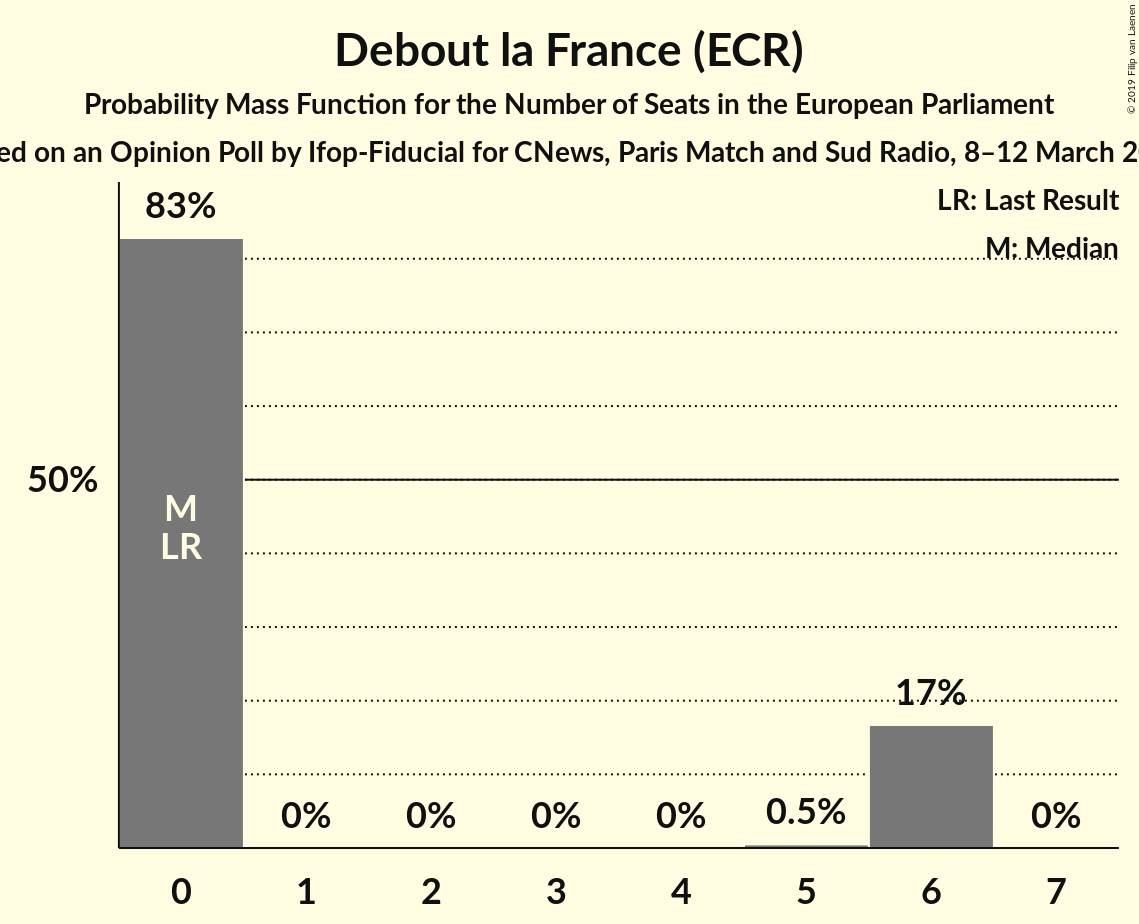 Debout la France (ECR)
Probability Mass Function for the Number of Seats in the European Parliament
on an Opinion Poll by Ifop-Fiducial for CNews, Paris Match and Sud Radio, 8–12 March
© 2019 Filip van Laenen
LR: Last Result
M: Median
83%
50%
M
LR
17%
0% 0% 0% 0% 0.5% 0%
0 1 2 3 4 5 6 7